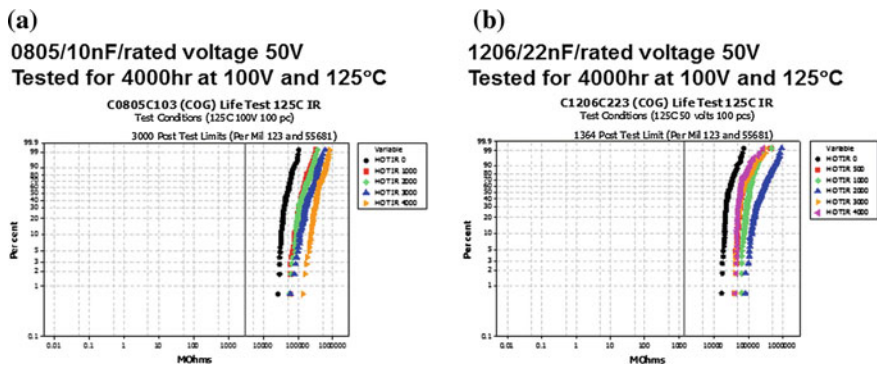 (a)
0805/10nF/rated voltage 50V
Tested for 4000hr at 100V and 125°C
C0805C103 (COG) Life Test 125C IR
Test Conditions (125C 100V 100 pc)
3000 Post Test Limits (Per Mil 123 and 55681)
Percent
99.9
99
90
80
70
60
50
40
30
20
10
5
3
2
1
0.1
0.01
0.1
1
10
100
1000
10000
100000
1000000
MOhms
Variable
HOTIR 0
HOTIR 1000
HOTIR 2000
HOTIR 3000
HOTIR 4000
(b)
1206/22nF/rated voltage 50V
Tested for 4000hr at 100V and 125°C
C1206C223 (COG) Life Test 125C IR
Test Conditions (125C 50 volts 100 pcs)
1364 Post Test Limit (Per Mil 123 and 55681)
Percent
99.9
99
90
80
70
60
50
40
30
20
10
5
3
2
1
0.1
0.01
0.1
1
10
100
1000
10000
100000
1000000
MOhms
Variable
HOTIR 0
HOTIR 500
HOTIR 1000
HOTIR 2000
HOTIR 3000
HOTIR 4000